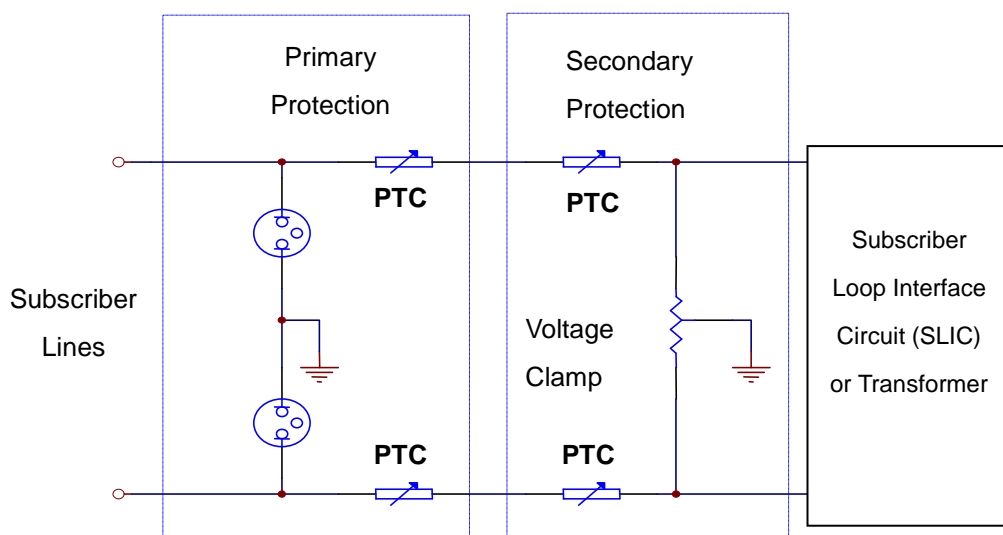 Primary
Protection
Secondary
Protection
PTC
PTC
Subscriber
Lines
Voltage
Clamp
Subscriber
Loop Interface
Circuit (SLIC)
or Transformer
PTC
PTC